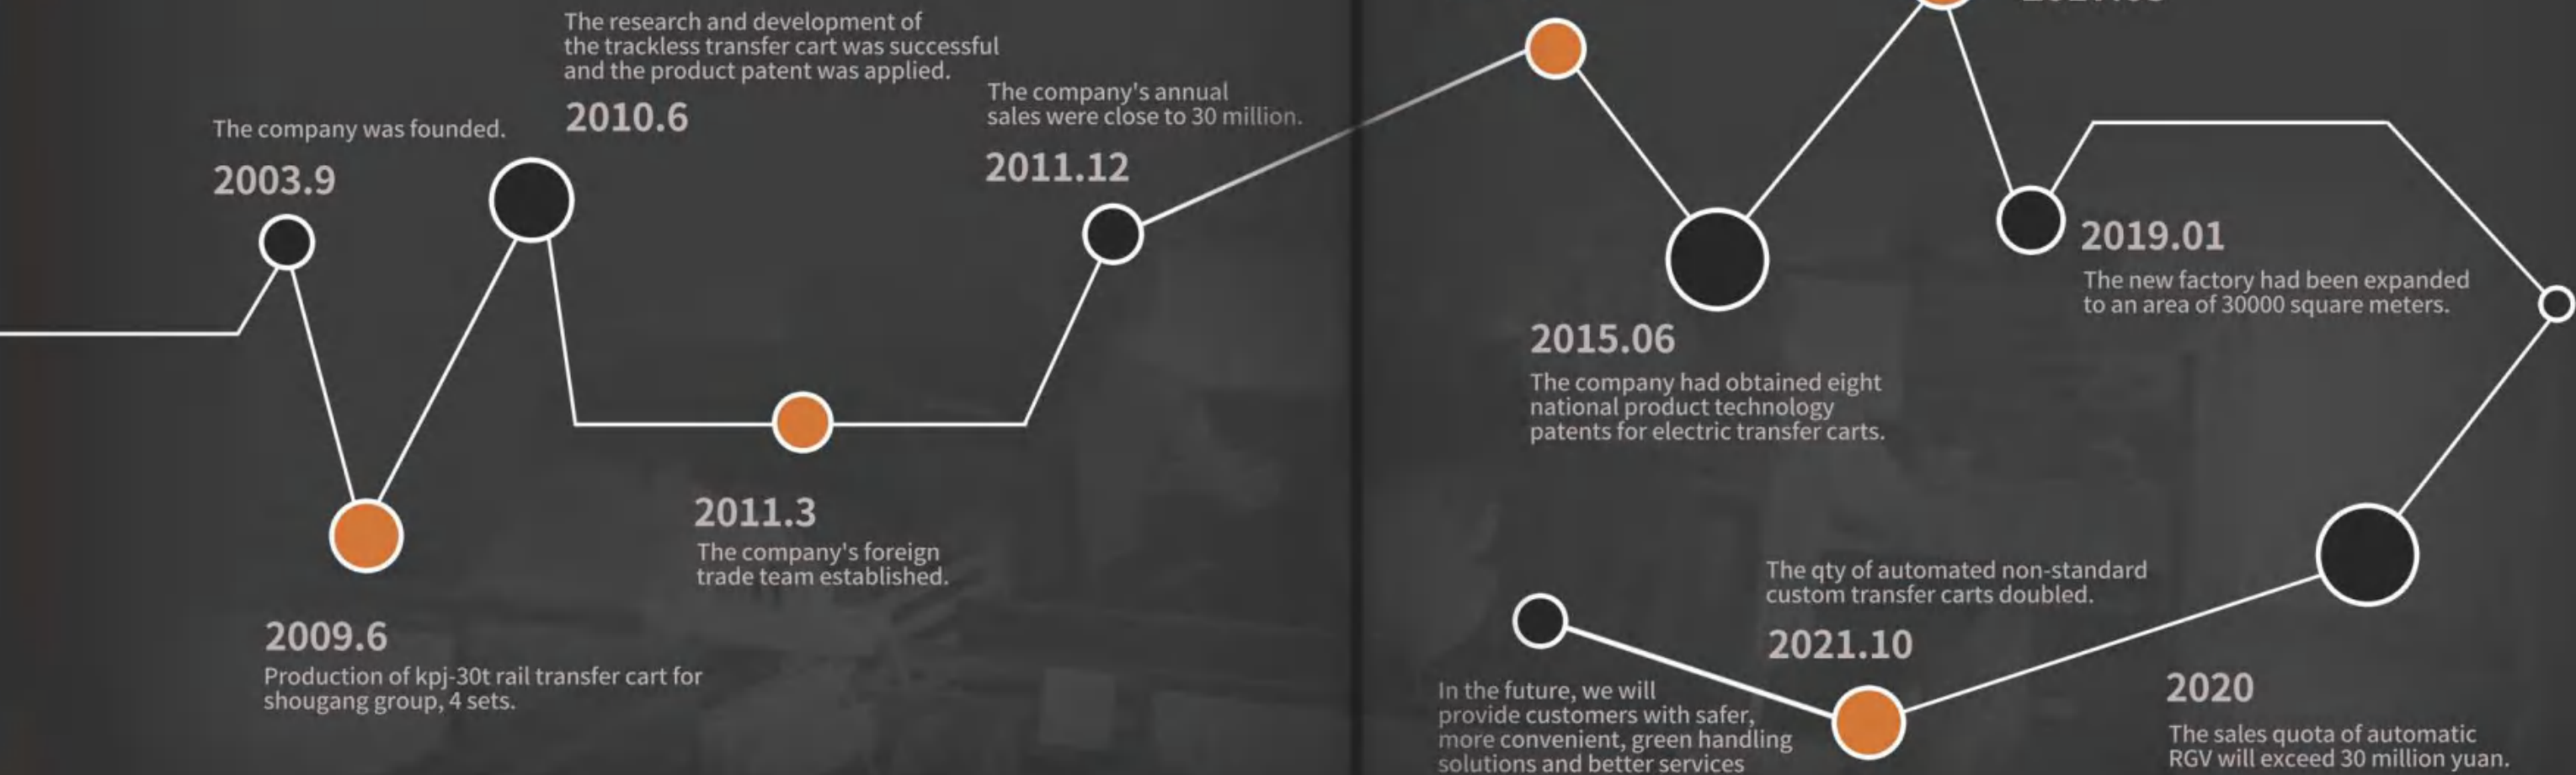 The company was founded.
2003.9
2009.6
Production of kpj-30t rail transfer cart for
shougang group, 4 sets.
The research and development of
the trackless transfer cart was successful
and the product patent was applied.
2010.6
2011.3
The company's foreign
trade team established.
The company's annual
sales were close to 30 million.
2011.12
2015.06
The company had obtained eight
national product technology
patents for electric transfer carts.
2019.01
The new factory had been expanded
to an area of 30000 square meters.
2020
The sales quota of automatic
RGV will exceed 30 million yuan.
The qty of automated non-standard
custom transfer carts doubled.
2021.10
In the future, we will
provide customers with safer,
more convenient, green handling
solutions and better services